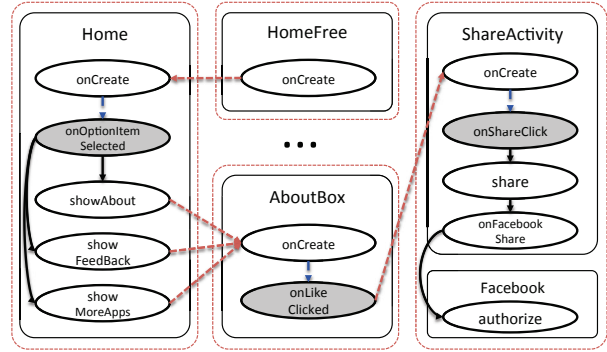 Home
onCreate
onOptionItem
Selected
showAbout
show
FeedBack
show
MoreApps
HomeFree
onCreate
...
AboutBox
onCreate
onLike
Clicked
ShareActivity
onCreate
onShareClick
share
onFacebook
Share
Facebook
authorize